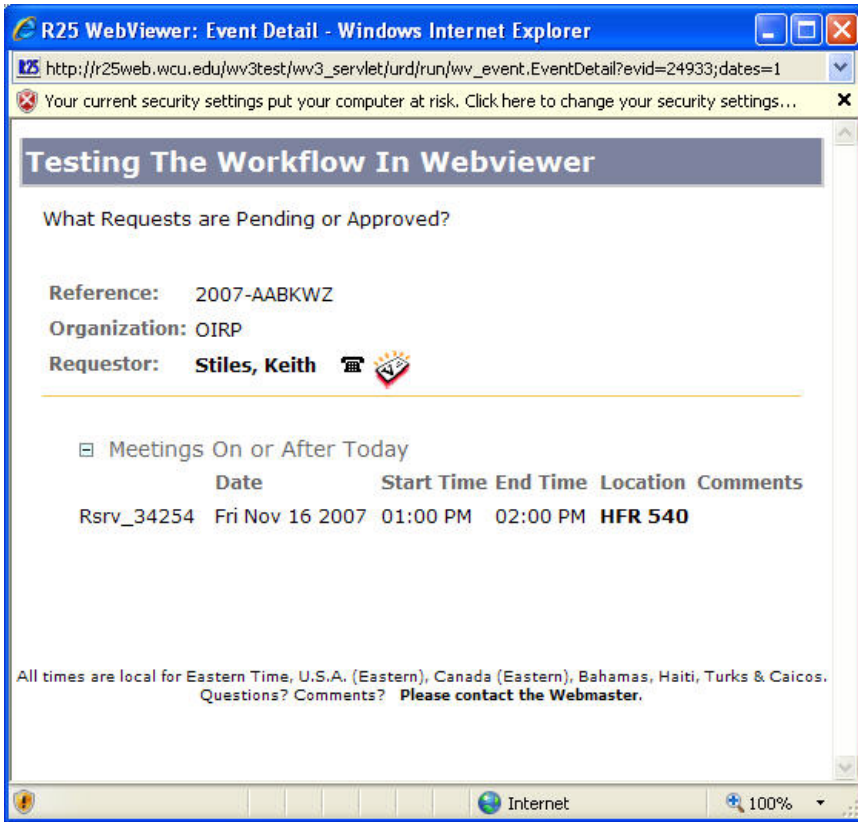 R25 WebViewer: Event Detail - Windows Internet Explorer
R25 http://r25web.wcu.edu/wv3test/wv3_servlet/urd/run/wv_event.EventDetail?evid=24933;dates=1
Your current security settings put your computer at risk. Click here to change your security settings...
Testing The Workflow In Webviewer
What Requests are Pending or Approved?
Reference: 2007-AABKWZ
Organization: OIRP
Requestor: Stiles, Keith
Meetings On or After Today
Date Start Time End Time Location Comments
Rsrv_34254 Fri Nov 16 2007 01:00 PM 02:00 PM HFR 540
All times are local for Eastern Time, U.S.A. (Eastern), Canada (Eastern), Bahamas, Haiti, Turks & Caicos.
Questions? Comments? Please contact the Webmaster.
Internet 100%